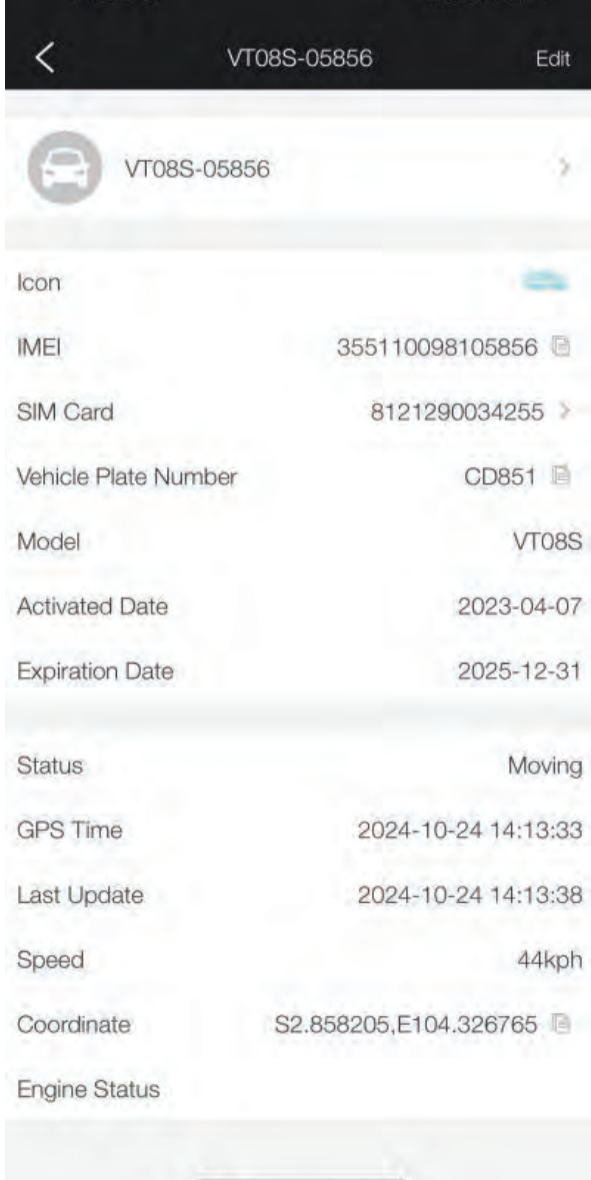 VT08S-05856 Edit
VT08S-05856
Icon
IMEI 355110098105856
SIM Card 8121290034255
Vehicle Plate Number CD851
Model VT08S
Activated Date 2023-04-07
Expiration Date 2025-12-31
Status Moving
GPS Time 2024-10-24 14:13:33
Last Update 2024-10-24 14:13:38
Speed 44kph
Coordinate S2.858205,E104.326765
Engine Status